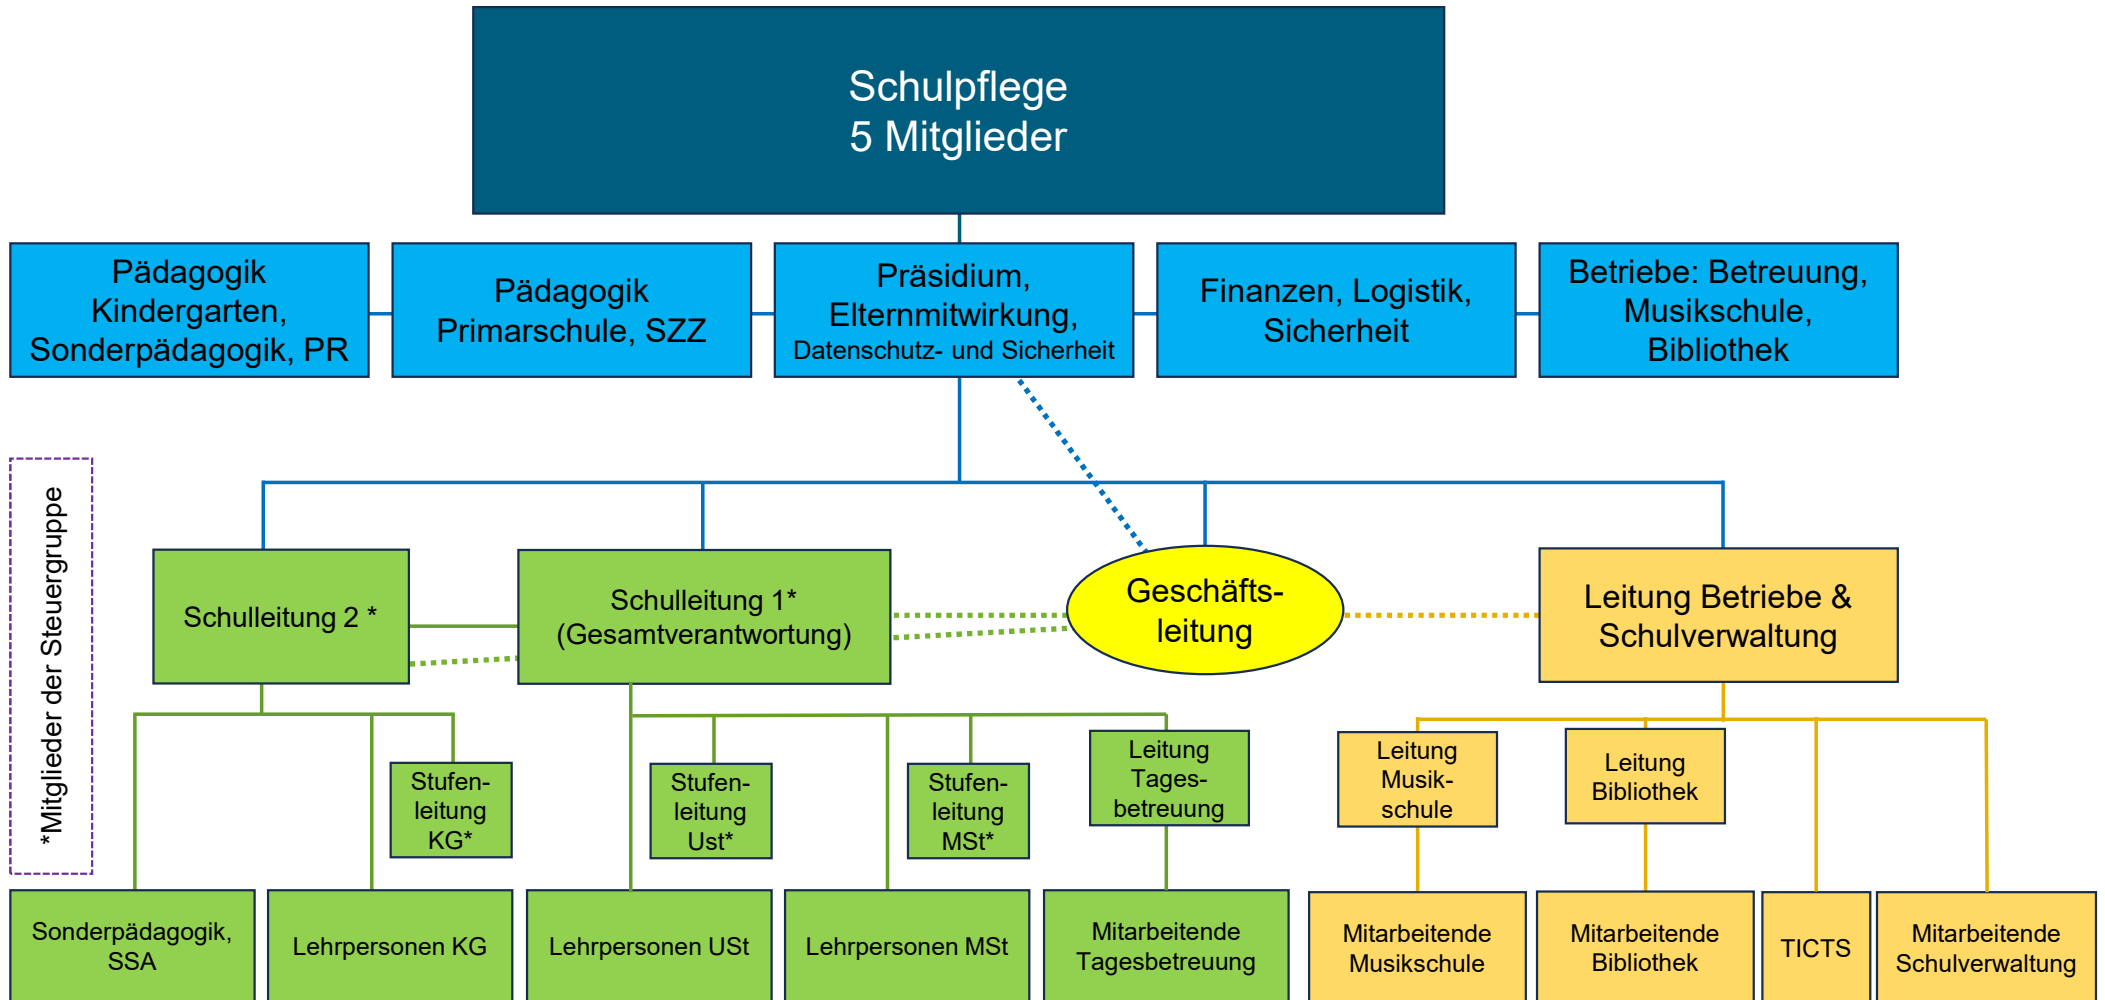 Schulpflege
5 Mitglieder
Pädagogik
Kindergarten,
Sonderpädagogik, PR
Pädagogik
Primarschule, SZZ
Präsidium,
Elternmitwirkung,
Datenschutz- und Sicherheit
Finanzen, Logistik,
Sicherheit
Betriebe: Betreuung,
Musikschule,
Bibliothek
*Mitglieder der Steuergruppe
Schulleitung 2 *
Schulleitung 1*
(Gesamtverantwortung)
Geschäfts-
leitung
Leitung Betriebe &
Schulverwaltung
Stufen-
leitung
KG*
Stufen-
leitung
Ust*
Stufen-
leitung
MSt*
Leitung
Tages-
betreuung
Leitung
Musik-
schule
Leitung
Bibliothek
Sonderpädagogik,
SSA
Lehrpersonen KG
Lehrpersonen USt
Lehrpersonen MSt
Mitarbeitende
Tagesbetreuung
Mitarbeitende
Musikschule
Mitarbeitende
Bibliothek
TICTS
Mitarbeitende
Schulverwaltung